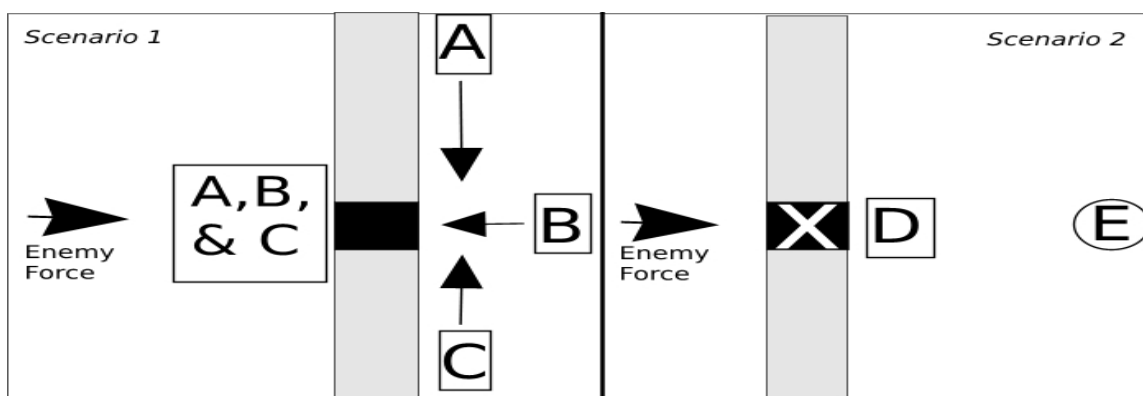 Scenario 1
A
A,B,
& C
Enemy
Force
B
C
Scenario 2
Enemy
Force
X
D
E